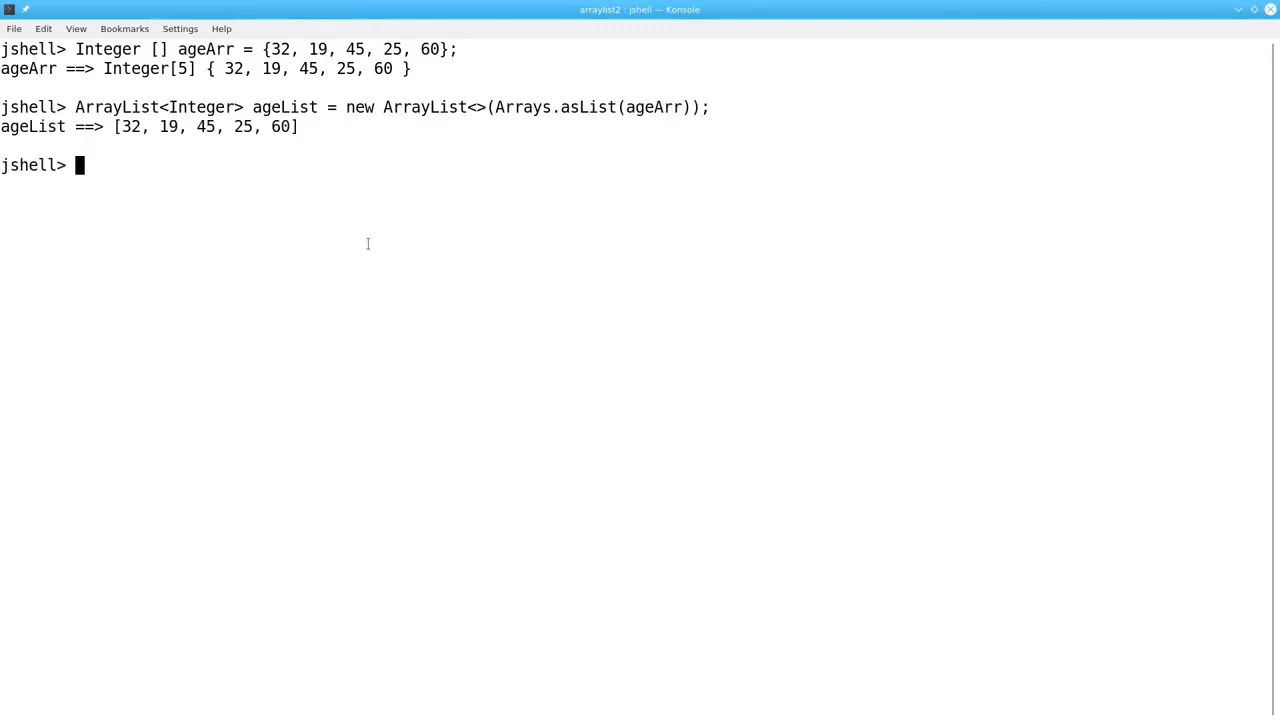 arraylist2 : jshell — Konsole
File Edit View Bookmarks Settings Help
jshell> Integer [] ageArr = {32, 19, 45, 25, 60};
ageArr ==> Integer[5] { 32, 19, 45, 25, 60 }
jshell> ArrayList<Integer> ageList = new ArrayList<>(Arrays.asList(ageArr));
ageList ==> [32, 19, 45, 25, 60]
jshell>